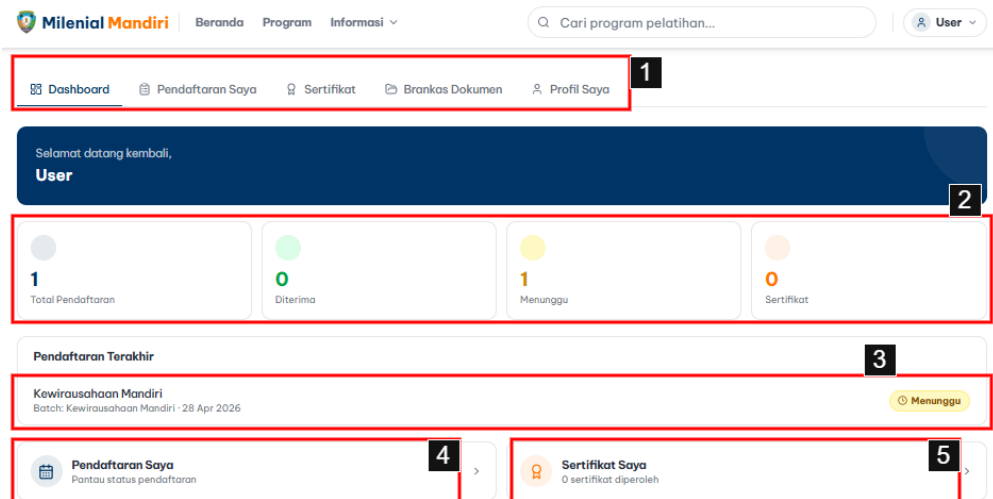 Milenial Mandiri Beranda Program Informasi Cari program pelatihan... User
1
Dashboard Pendaftaran Saya Sertifikat Brankas Dokumen Profil Saya
Selamat datang kembali,
User
2
1 0 1 0
Total Pendaftaran Diterima Menunggu Sertifikat
Pendaftaran Terakhir
3
Kewirausahaan Mandiri
Batch: Kewirausahaan Mandiri · 28 Apr 2026
Menunggu
4
Pendaftaran Saya
Pantau status pendaftaran
5
Sertifikat Saya
0 sertifikat diperoleh